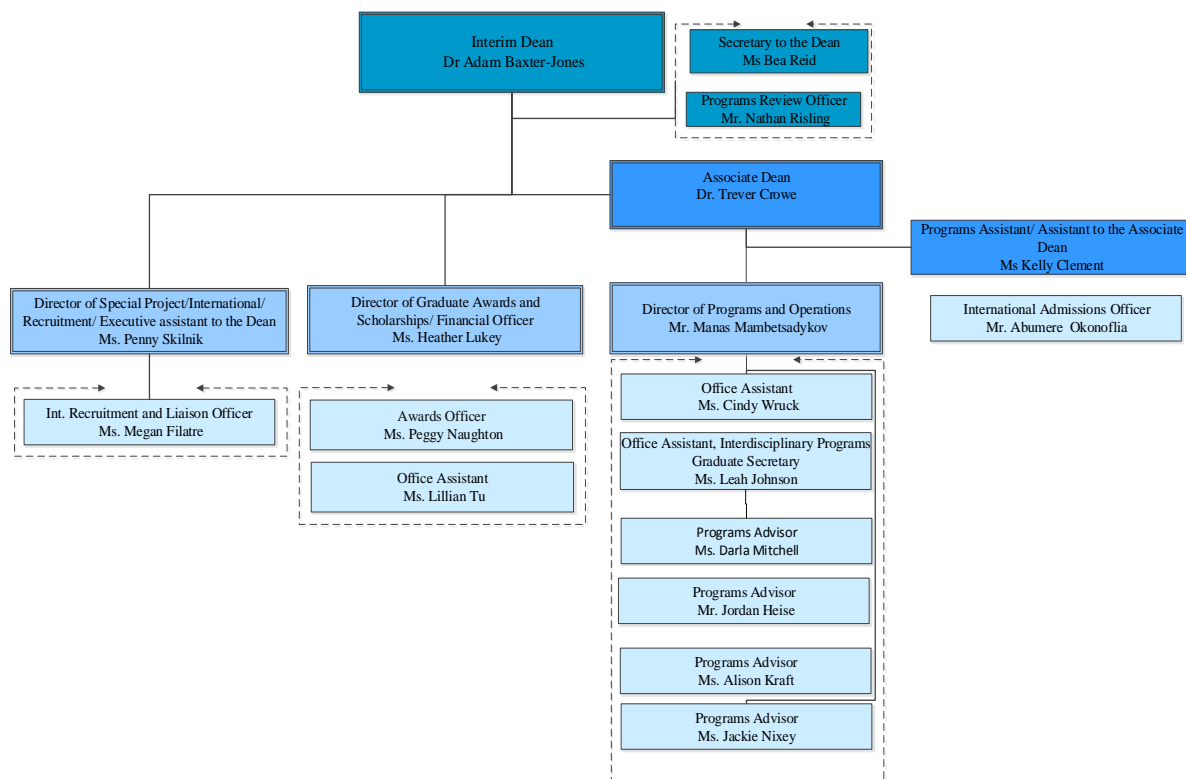 Interim Dean
Dr Adam Baxter-Jones
Secretary to the Dean
Ms Bea Reid
Programs Review Officer
Mr. Nathan Risling
Associate Dean
Dr. Trever Crowe
Programs Assistant/ Assistant to the Associate
Dean
Ms Kelly Clement
Director of Special Project/International/
Recruitment/ Executive assistant to the Dean
Ms. Penny Skilnik
Director of Graduate Awards and
Scholarships/ Financial Officer
Ms. Heather Lukey
Director of Programs and Operations
Mr. Manas Mambetsadykov
International Admissions Officer
Mr. Abumere Okonoflia
Int. Recruitment and Liaison Officer
Ms. Megan Filatre
Awards Officer
Ms. Peggy Naughton
Office Assistant
Ms. Lillian Tu
Office Assistant
Ms. Cindy Wruck
Office Assistant, Interdisciplinary Programs
Graduate Secretary
Ms. Leah Johnson
Programs Advisor
Ms. Darla Mitchell
Programs Advisor
Mr. Jordan Heise
Programs Advisor
Ms. Alison Kraft
Programs Advisor
Ms. Jackie Nixey